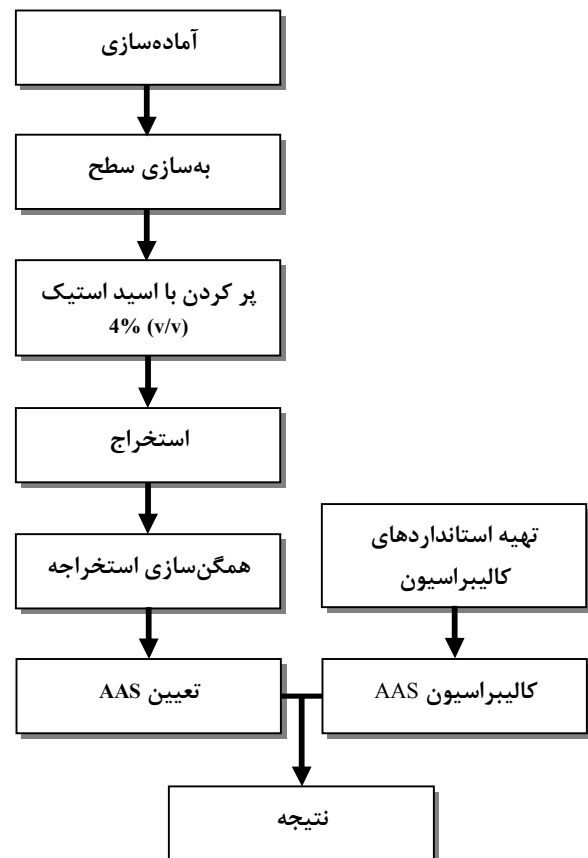 آماده‌سازی
به‌سازی سطح
پر کردن با اسید استیک
4% (v/v)
استخراج
همگن‌سازی استخراجه
تهیه استانداردهای
کالیبراسیون
تعیین AAS
کالیبراسیون AAS
نتیجه